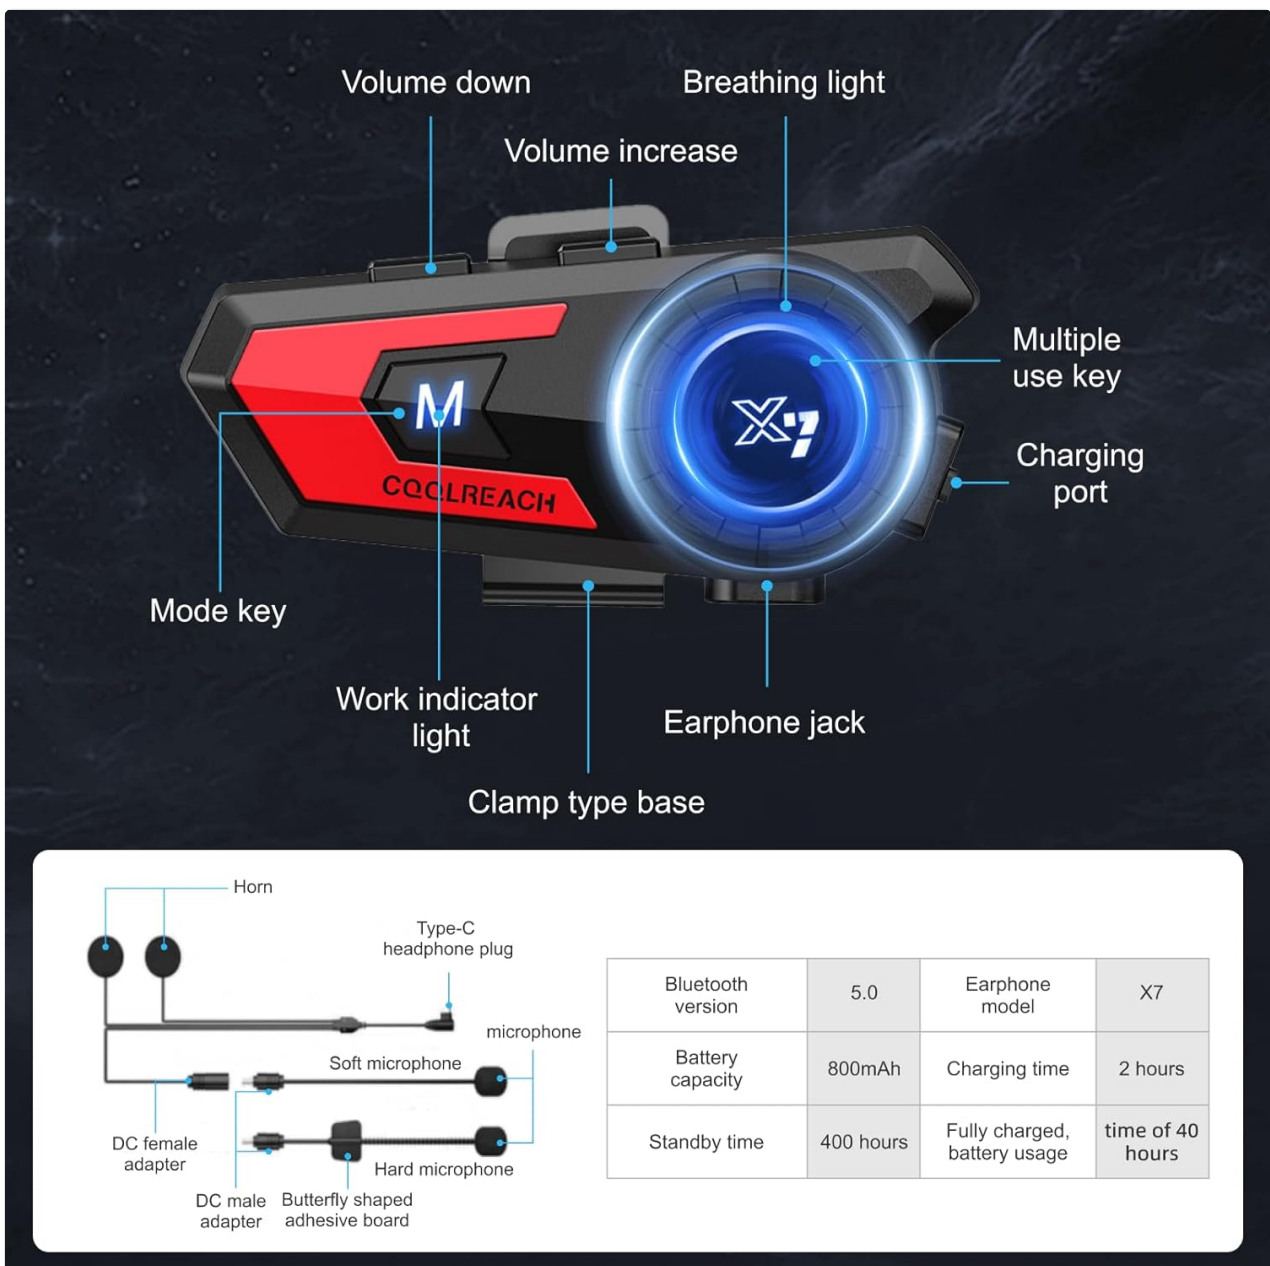 Volume down
Breathing light
Volume increase
Multiple
use key
M
X7
COOLREACH
Charging
port
Mode key
Work indicator
light
Earphone jack
Clamp type base
Horn
Type-C
headphone plug
microphone
Soft microphone
DC female
adapter
Hard microphone
DC male
adapter
Butterfly shaped
adhesive board
Bluetooth
version
5.0
Earphone
model
X7
Battery
capacity
800mAh
Charging time
2 hours
Standby time
400 hours
Fully charged,
battery usage
time of 40
hours